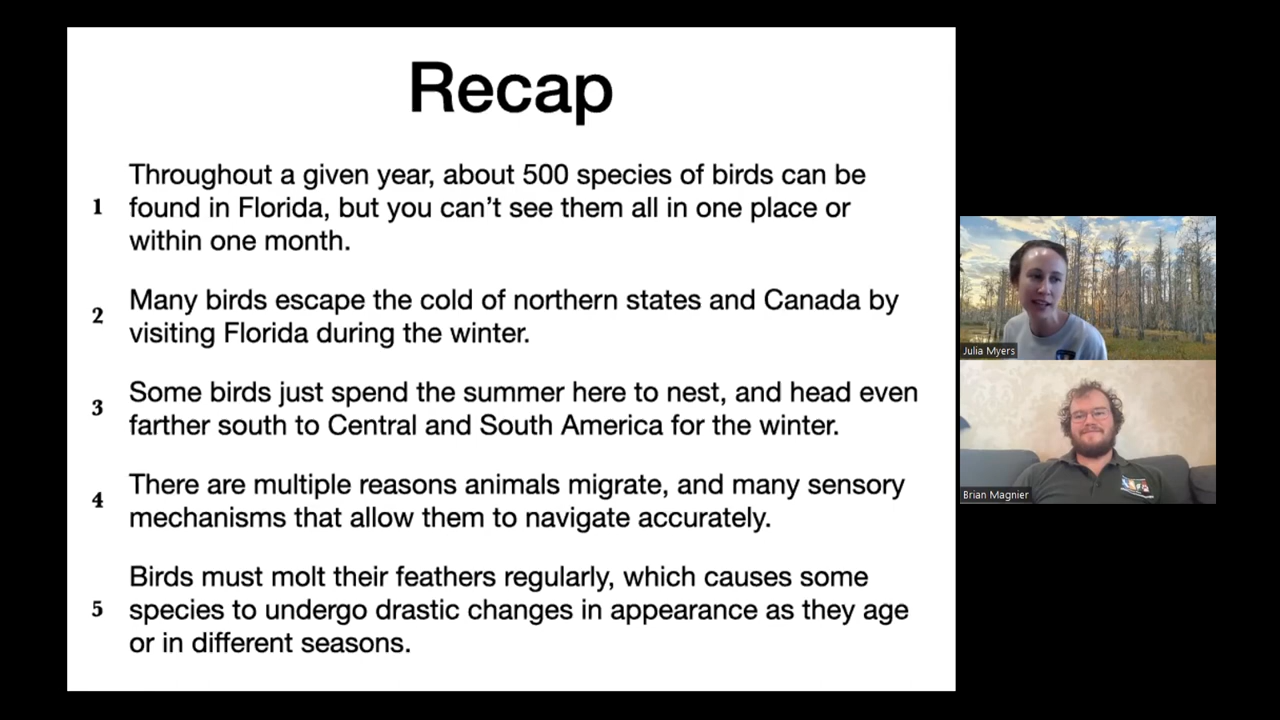 Recap
1
Throughout a given year, about 500 species of birds can be
found in Florida, but you can’t see them all in one place or
within one month.
2
Many birds escape the cold of northern states and Canada by
visiting Florida during the winter.
3
Some birds just spend the summer here to nest, and head even
farther south to Central and South America for the winter.
4
There are multiple reasons animals migrate, and many sensory
mechanisms that allow them to navigate accurately.
5
Birds must molt their feathers regularly, which causes some
species to undergo drastic changes in appearance as they age
or in different seasons.
Julia Myers
Brian Magnier